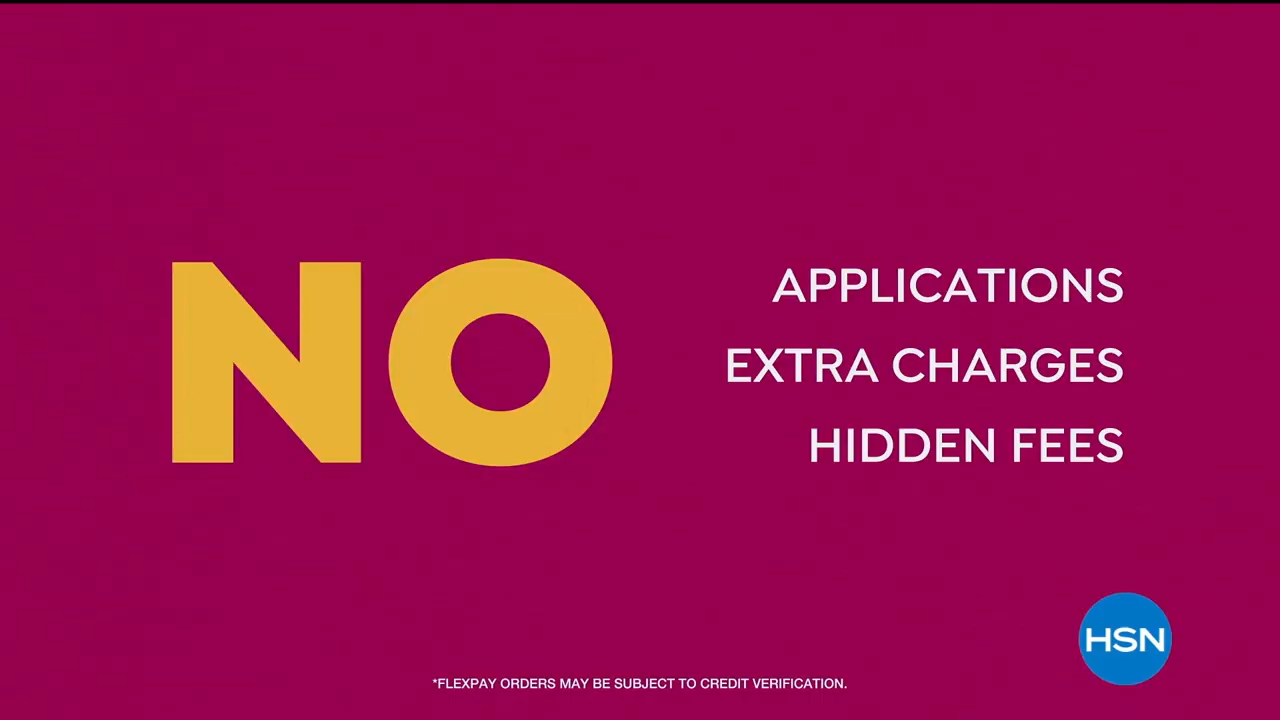 NO
APPLICATIONS
EXTRA CHARGES
HIDDEN FEES
HSN
*FLEXPAY ORDERS MAY BE SUBJECT TO CREDIT VERIFICATION.